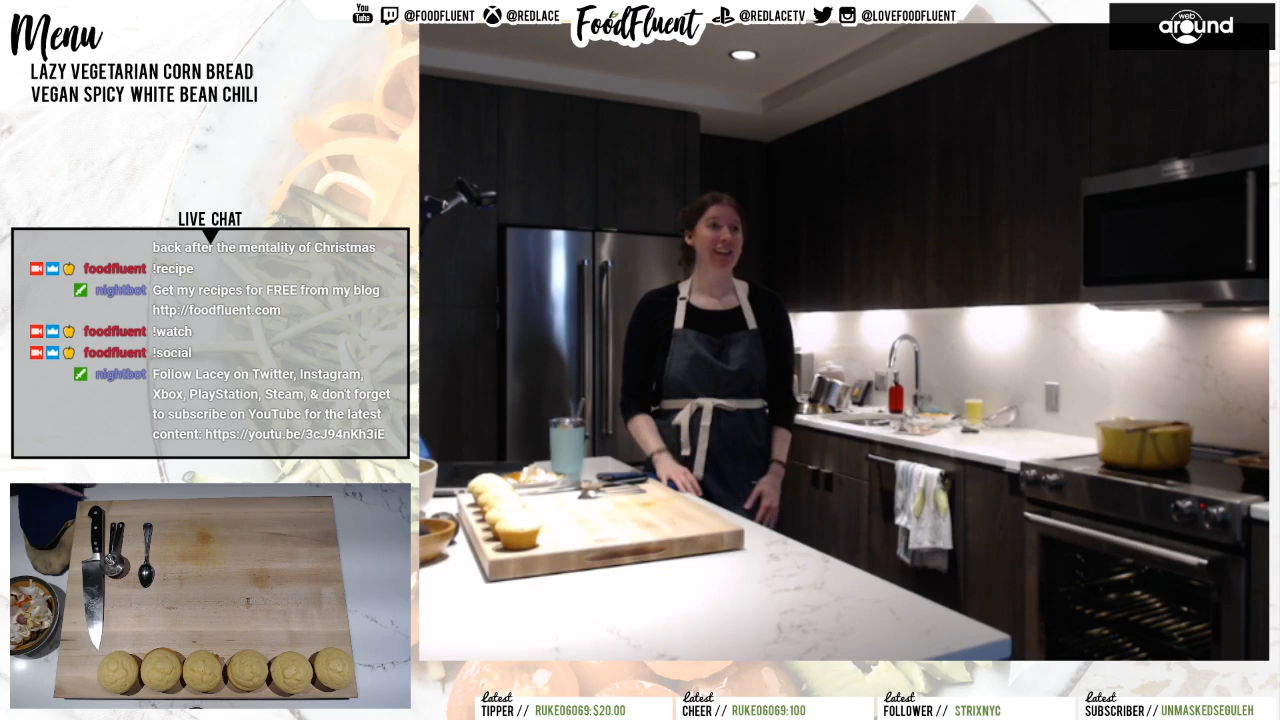 Menu
LAZY VEGETARIAN CORN BREAD
VEGAN SPICY WHITE BEAN CHILI
You Tube @FOODFLUENT @REDLACE FoodFluent @REDLACETV @LOVEFOODFLUENT
web around
LIVE CHAT
back after the mentality of Christmas
foodfluent !recipe
nightbot Get my recipes for FREE from my blog
http://foodfluent.com
foodfluent !watch
foodfluent !social
nightbot Follow Lacey on Twitter, Instagram,
Xbox, PlayStation, Steam, & don't forget
to subscribe on YouTube for the latest
content: https://youtu.be/3cJ94nKh3iE
latest
TIPPER // RUKE06069: $20.00
latest
CHEER // RUKE06069: 100
latest
FOLLOWER // STRIXNYC
latest
SUBSCRIBER // UNMASKEDSEGULEH